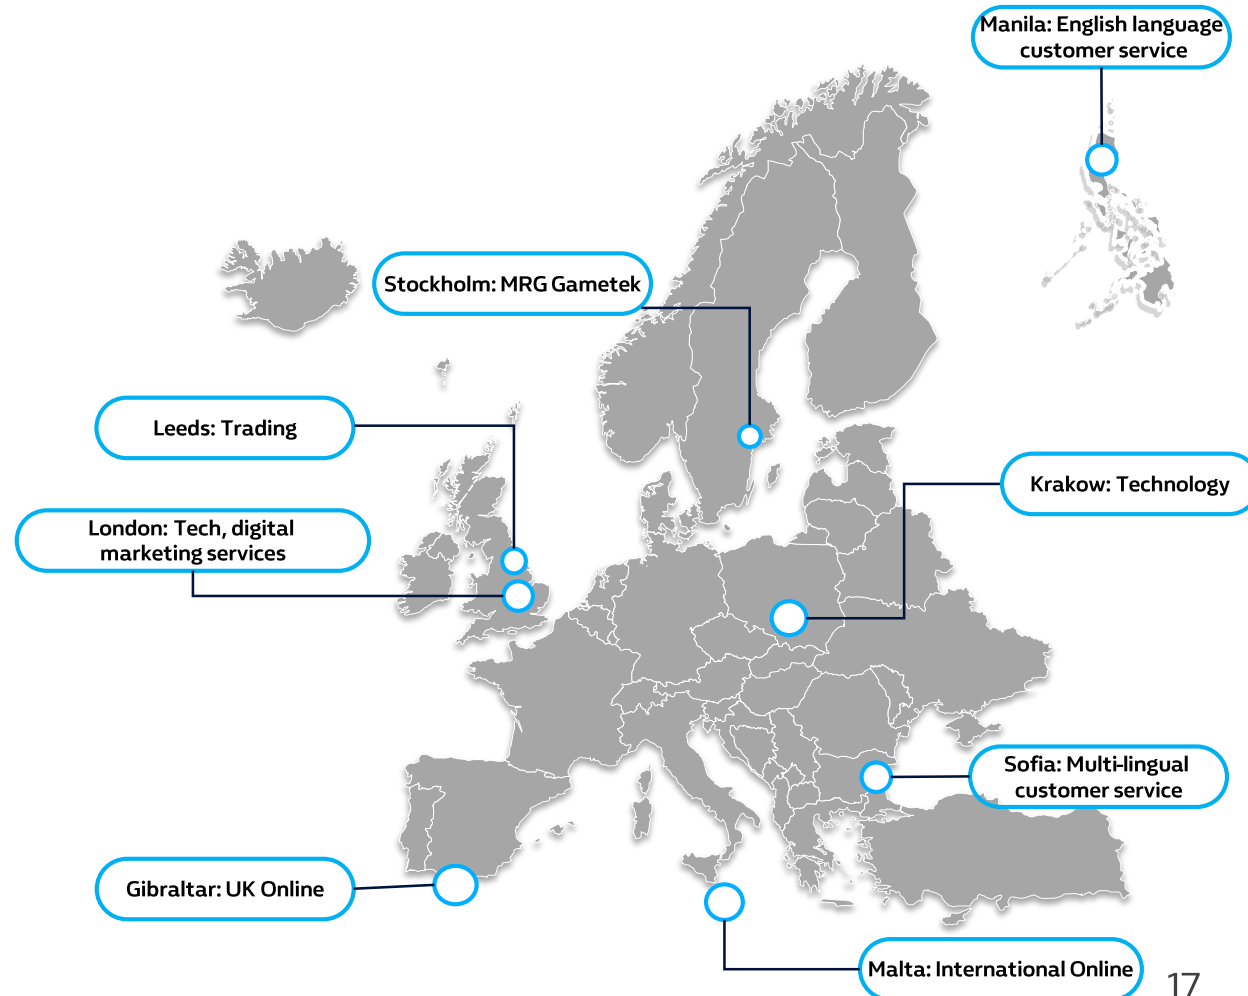 Manila: English language
customer service
Stockholm: MRG Gametek
Leeds: Trading
Krakow: Technology
London: Tech, digital
marketing services
Sofia: Multi-lingual
customer service
Gibraltar: UK Online
Malta: International Online
17